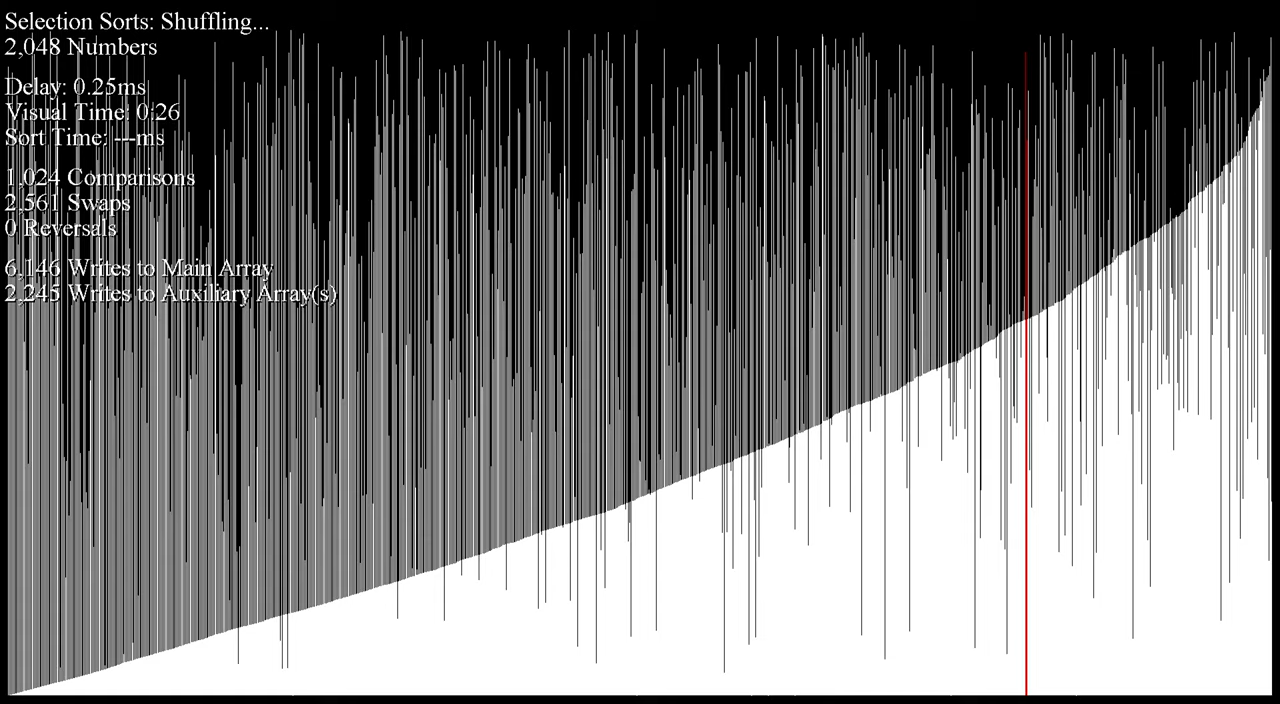 Selection Sorts: Shuffling...
2,048 Numbers
Delay: 0.25ms
Visual Time: 0:26
Sort Time: ---ms
1,024 Comparisons
2,561 Swaps
0 Reversals
6,146 Writes to Main Array
2,245 Writes to Auxiliary Array(s)